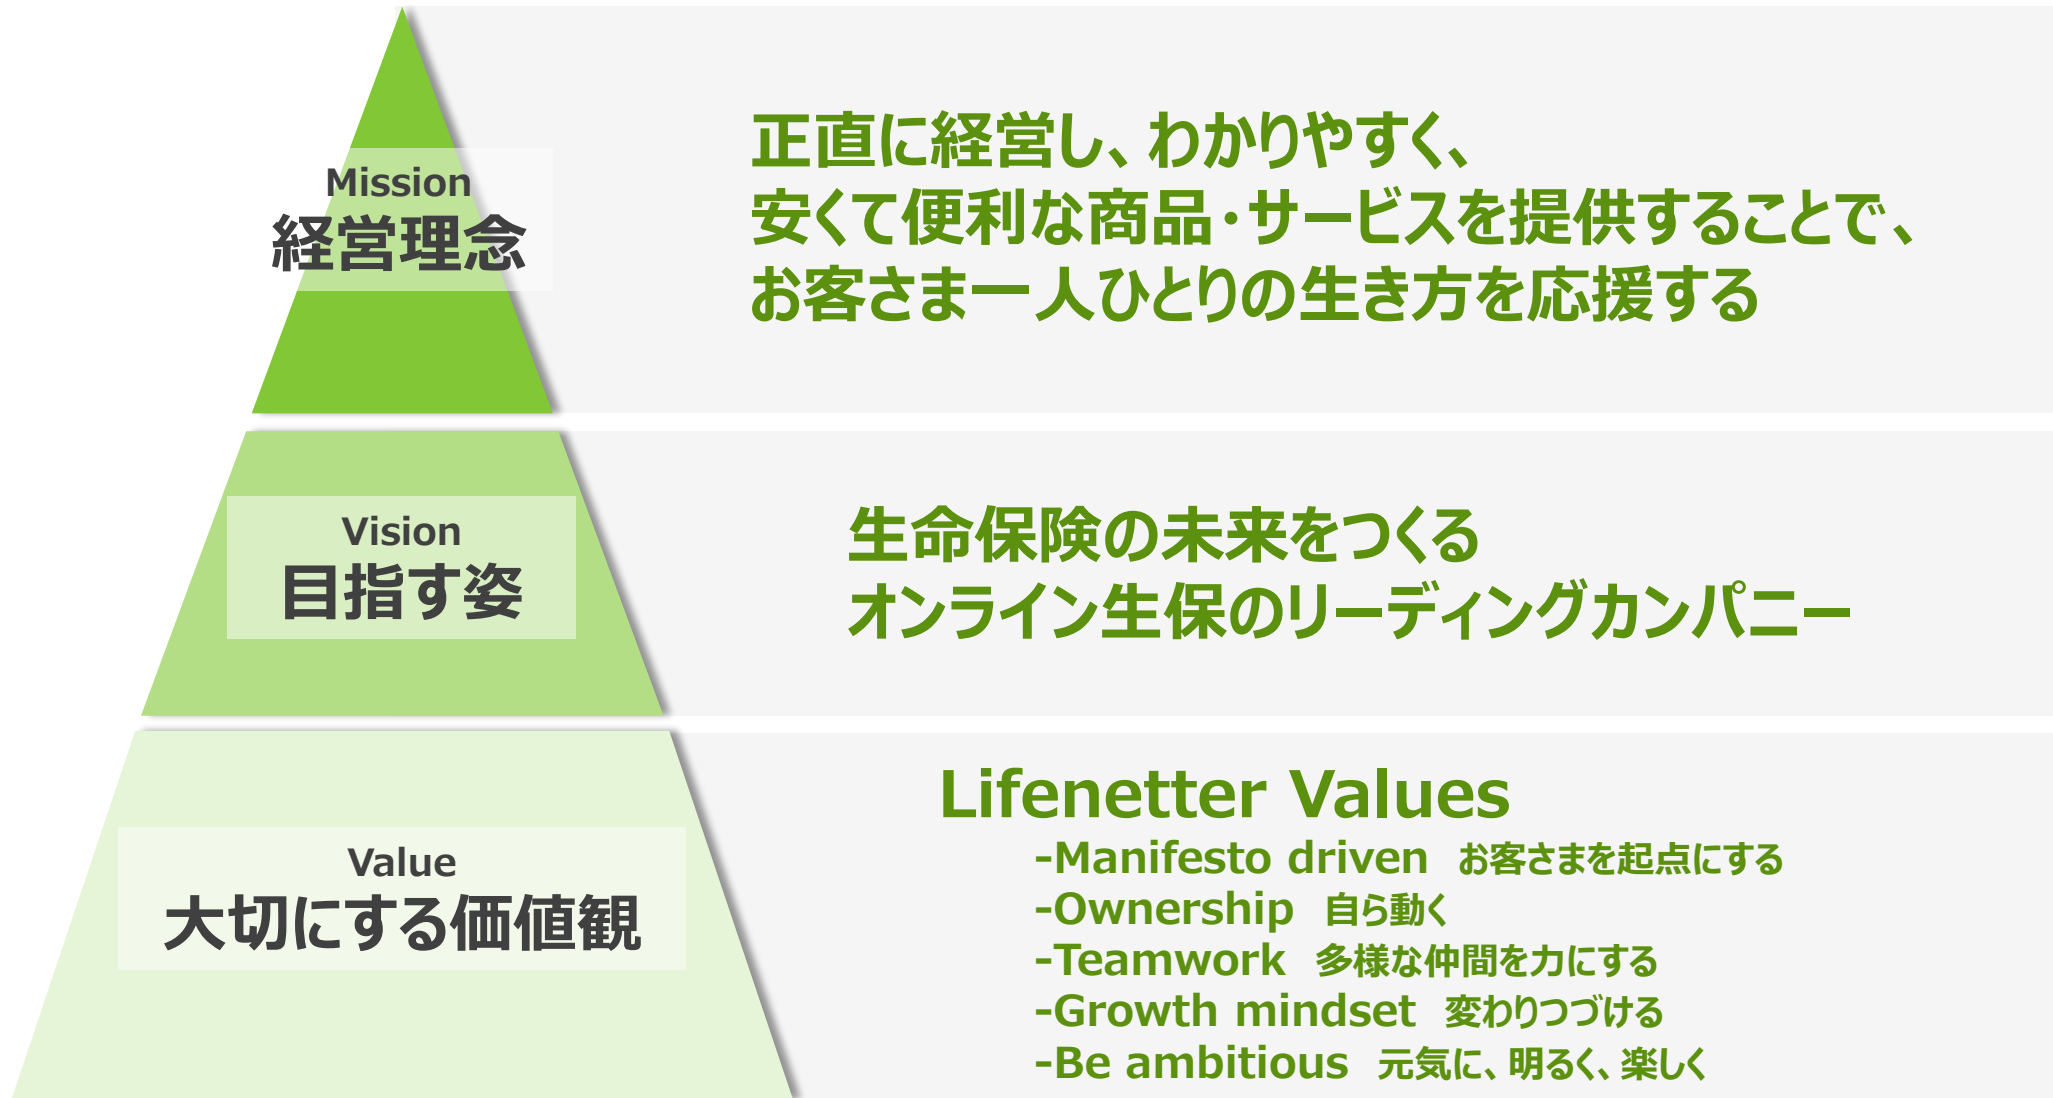 Mission
経営理念
正直に経営し、わかりやすく、
安くて便利な商品・サービスを提供することで、
お客さま一人ひとりの生き方を応援する
Vision
目指す姿
生命保険の未来をつくる
オンライン生保のリーディングカンパニー
Value
大切にする価値観
Lifenetter Values
-Manifesto driven お客さまを起点にする
-Ownership 自ら動く
-Teamwork 多様な仲間を力にする
-Growth mindset 変わりつづける
-Be ambitious 元気に、明るく、楽しく